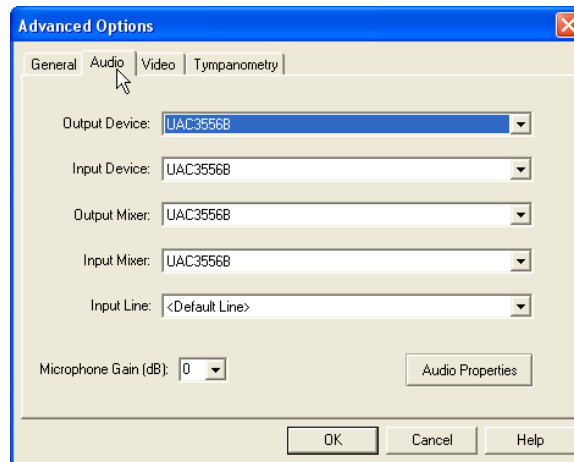 Advanced Options
General Audio Video Tympanometry
Output Device: UAC3556B
Input Device: UAC3556B
Output Mixer: UAC3556B
Input Mixer: UAC3556B
Input Line: <Default Line>
Microphone Gain (dB): 0 Audio Properties
OK Cancel Help